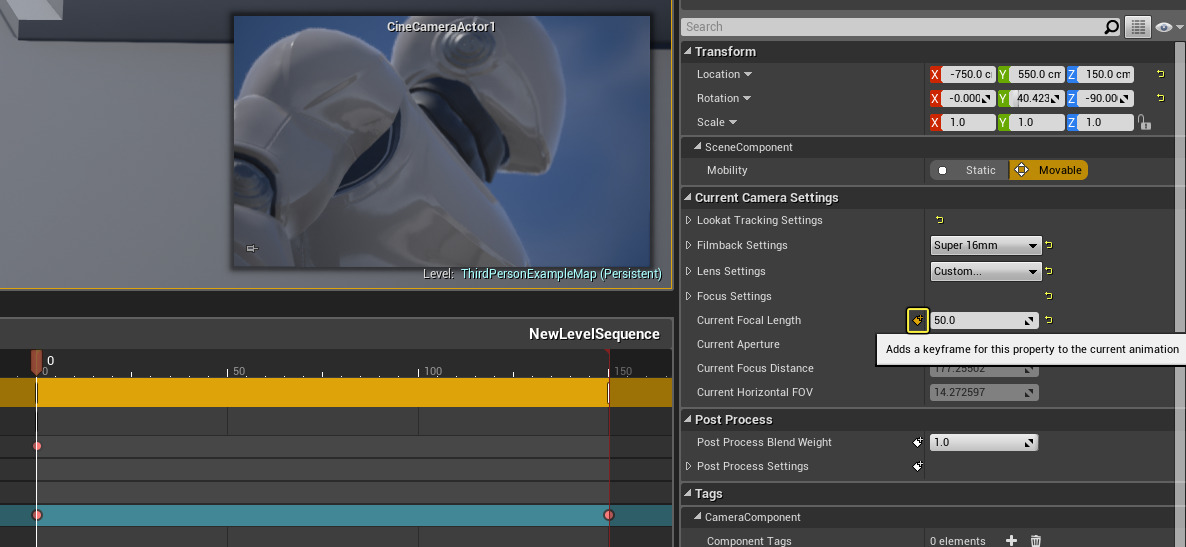 CineCameraActor1
Level: ThirdPersonExampleMap (Persistent)
NewLevelSequence
0
0 50 100 150
Search
Transform
Location X -750.0 c Y 550.0 cm Z 150.0 cm
Rotation X -0.000 Y 40.423 Z -90.00
Scale X 1.0 Y 1.0 Z 1.0
SceneComponent
Mobility Static Movable
Current Camera Settings
Lookat Tracking Settings
Filmback Settings Super 16mm
Lens Settings Custom...
Focus Settings
Current Focal Length 50.0
Current Aperture
Adds a keyframe for this property to the current animation
Current Focus Distance 177.25502
Current Horizontal FOV 14.272597
Post Process
Post Process Blend Weight 1.0
Post Process Settings
Tags
CameraComponent
Component Tags 0 elements